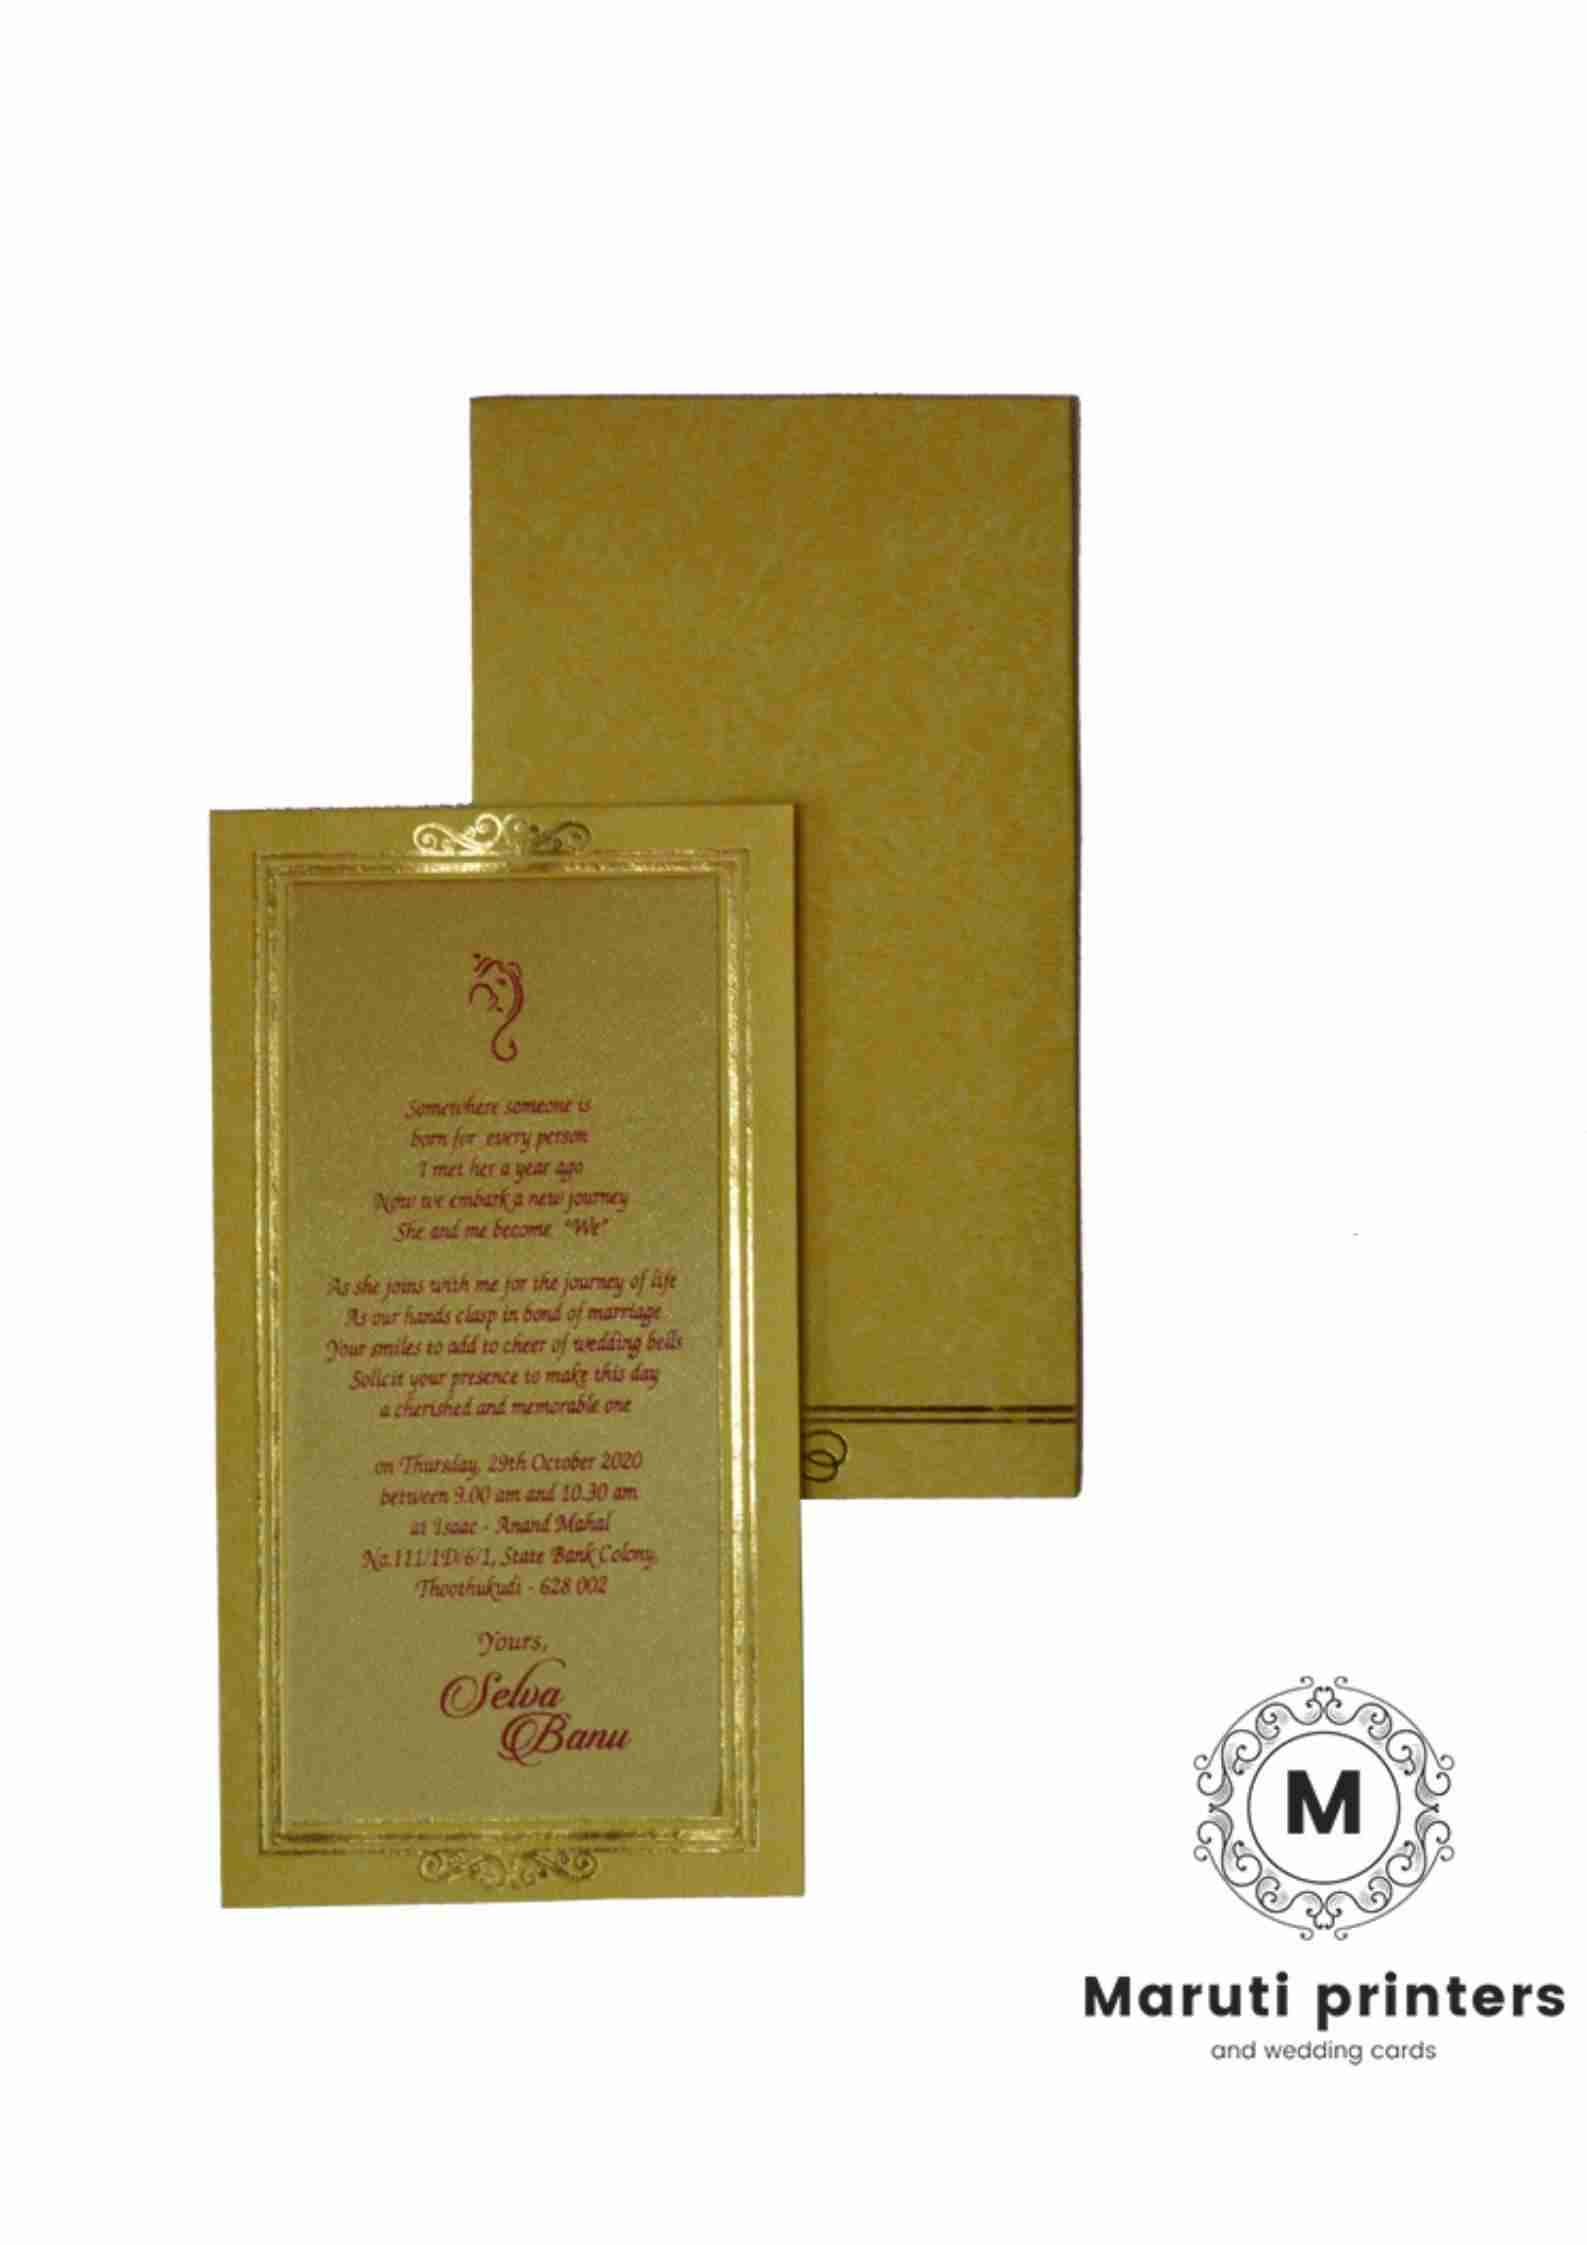 Somewhere someone is
born for every person
I met her a year ago
Now we embark a new journey
She and me become "We"
As she joins with me for the journey of life
As our hands clasp in bond of marriage
Your smiles to add to cheer of wedding bells
Solicit your presence to make this day
a cherished and memorable one
on Thursday, 29th October 2020
between 9.00 am and 10.30 am
at Isaac - Anand Mahal
No.111/1D/6/1, State Bank Colony,
Thoothukudi - 628 002
Yours,
Selva
Banu
M
Maruti printers
and wedding cards